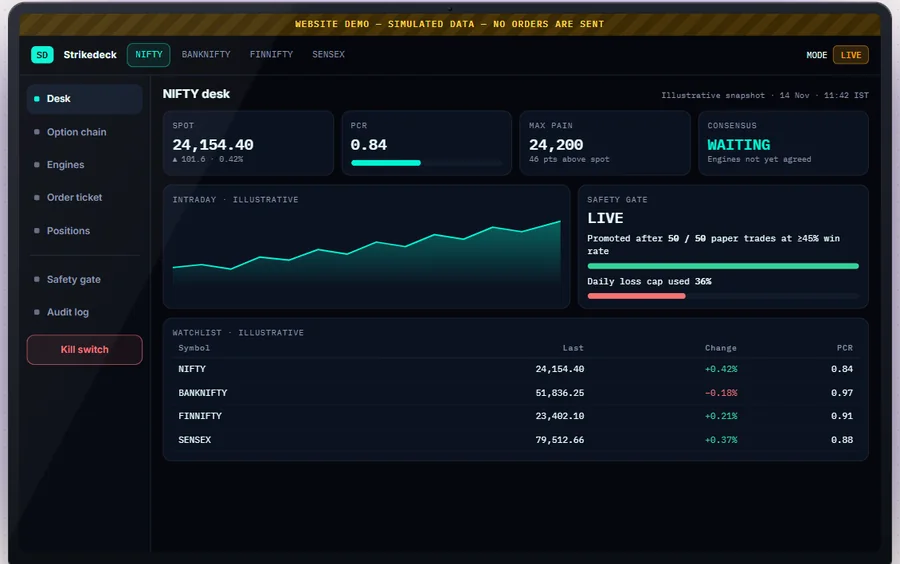 WEBSITE DEMO — SIMULATED DATA — NO ORDERS ARE SENT
SD Strikedeck NIFTY BANKNIFTY FINNIFTY SENSEX MODE LIVE
Desk
Option chain
Engines
Order ticket
Positions
Safety gate
Audit log
Kill switch
NIFTY desk
Illustrative snapshot · 14 Nov · 11:42 IST
SPOT
24,154.40
▲ 101.6 · 0.42%
PCR
0.84
MAX PAIN
24,200
46 pts above spot
CONSENSUS
WAITING
Engines not yet agreed
INTRADAY · ILLUSTRATIVE
SAFETY GATE
LIVE
Promoted after 50 / 50 paper trades at ≥45% win
rate
Daily loss cap used 36%
WATCHLIST · ILLUSTRATIVE
Symbol Last Change PCR
NIFTY 24,154.40 +0.42% 0.84
BANKNIFTY 51,836.25 −0.18% 0.97
FINNIFTY 23,402.10 +0.21% 0.91
SENSEX 79,512.66 +0.37% 0.88